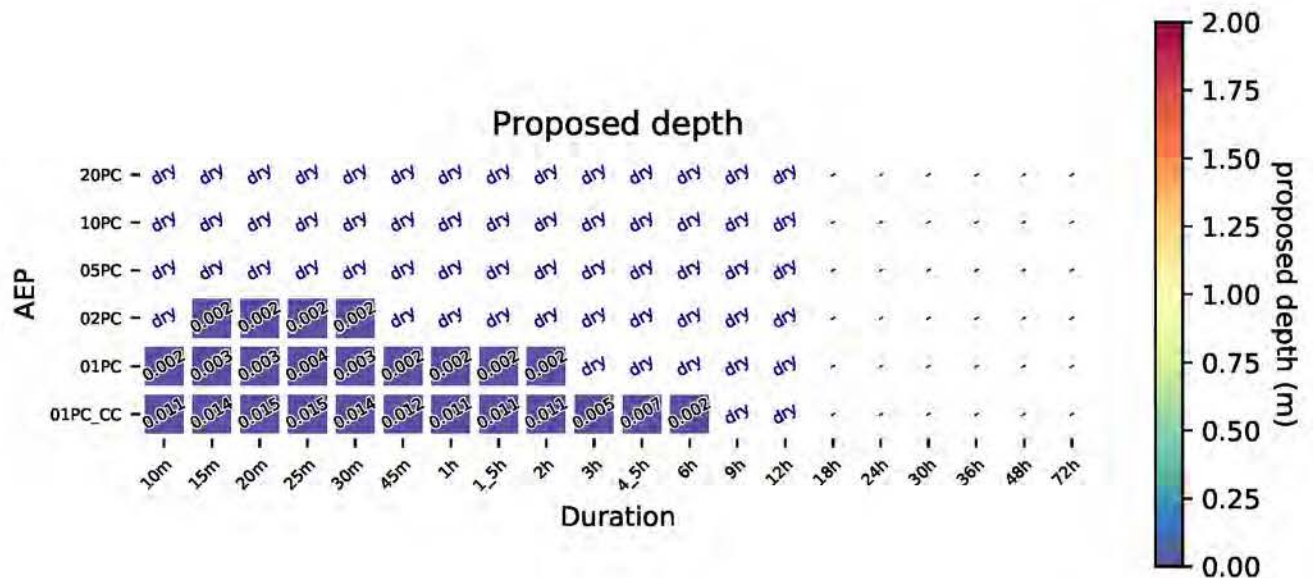 Proposed depth
20PC dry dry dry dry dry dry dry dry dry dry dry dry dry dry - - - - - -
10PC dry dry dry dry dry dry dry dry dry dry dry dry dry dry - - - - - -
05PC dry dry dry dry dry dry dry dry dry dry dry dry dry dry - - - - - -
02PC dry 0.002 0.002 0.002 0.002 dry dry dry dry dry dry dry dry dry - - - - - -
01PC 0.002 0.003 0.003 0.004 0.003 0.002 0.002 0.002 0.002 dry dry dry dry dry - - - - - -
01PC_CC 0.011 0.014 0.015 0.015 0.014 0.012 0.011 0.011 0.011 0.005 0.007 0.002 dry dry - - - - - -
10m 15m 20m 25m 30m 45m 1h 1_5h 2h 3h 4_5h 6h 9h 12h 18h 24h 30h 36h 48h 72h
Duration
AEP
2.00
1.75
1.50
1.25
1.00
0.75
0.50
0.25
0.00
proposed depth (m)